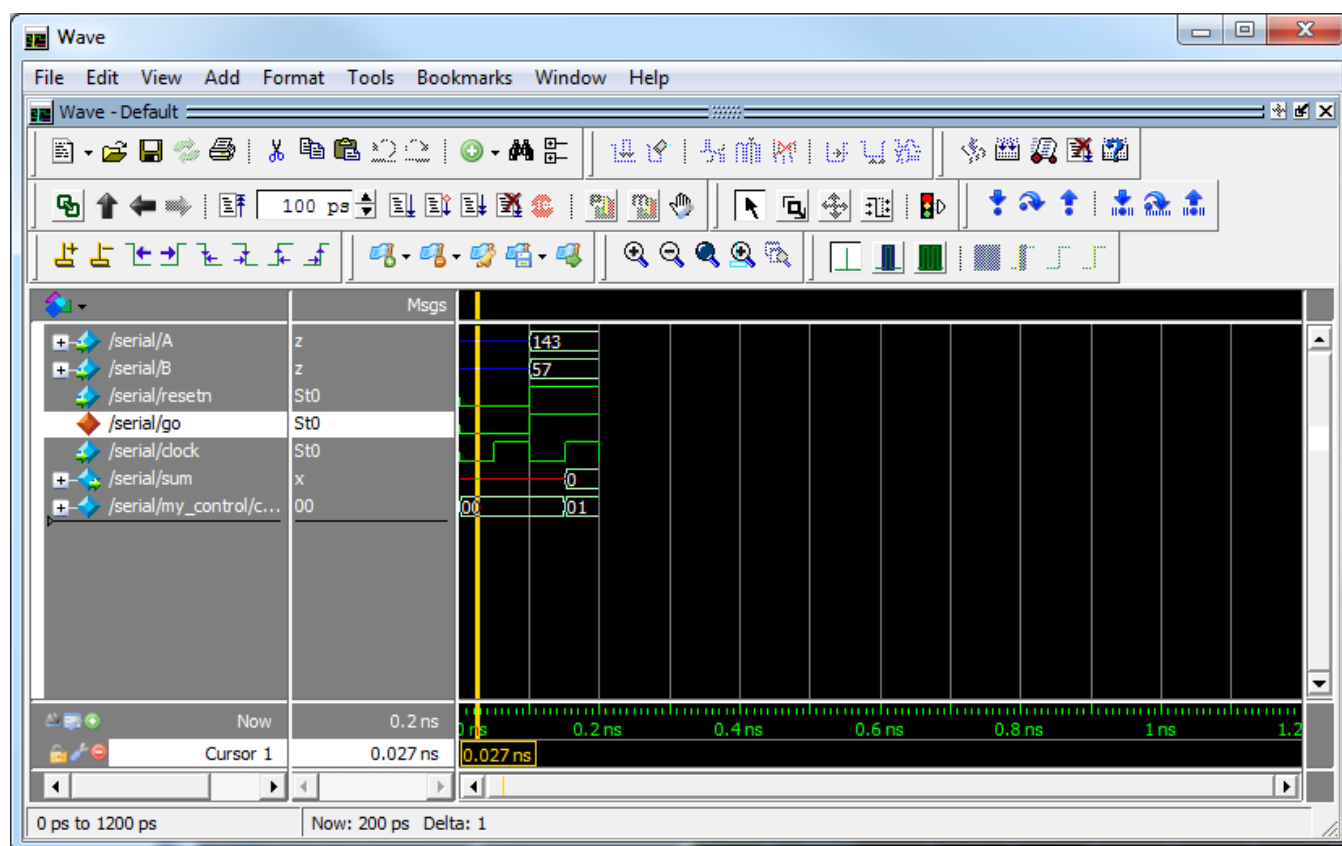 Wave
File Edit View Add Format Tools Bookmarks Window Help
Wave - Default
100 ps
Msgs
/serial/A z 143
/serial/B z 57
/serial/resetn St0
/serial/go St0
/serial/clock St0
/serial/sum x 0
/serial/my_control/c... 00 00 01
Now 0.2 ns 0.2 ns 0.4 ns 0.6 ns 0.8 ns 1 ns 1.2
Cursor 1 0.027 ns 0.027 ns
0 ps to 1200 ps Now: 200 ps Delta: 1